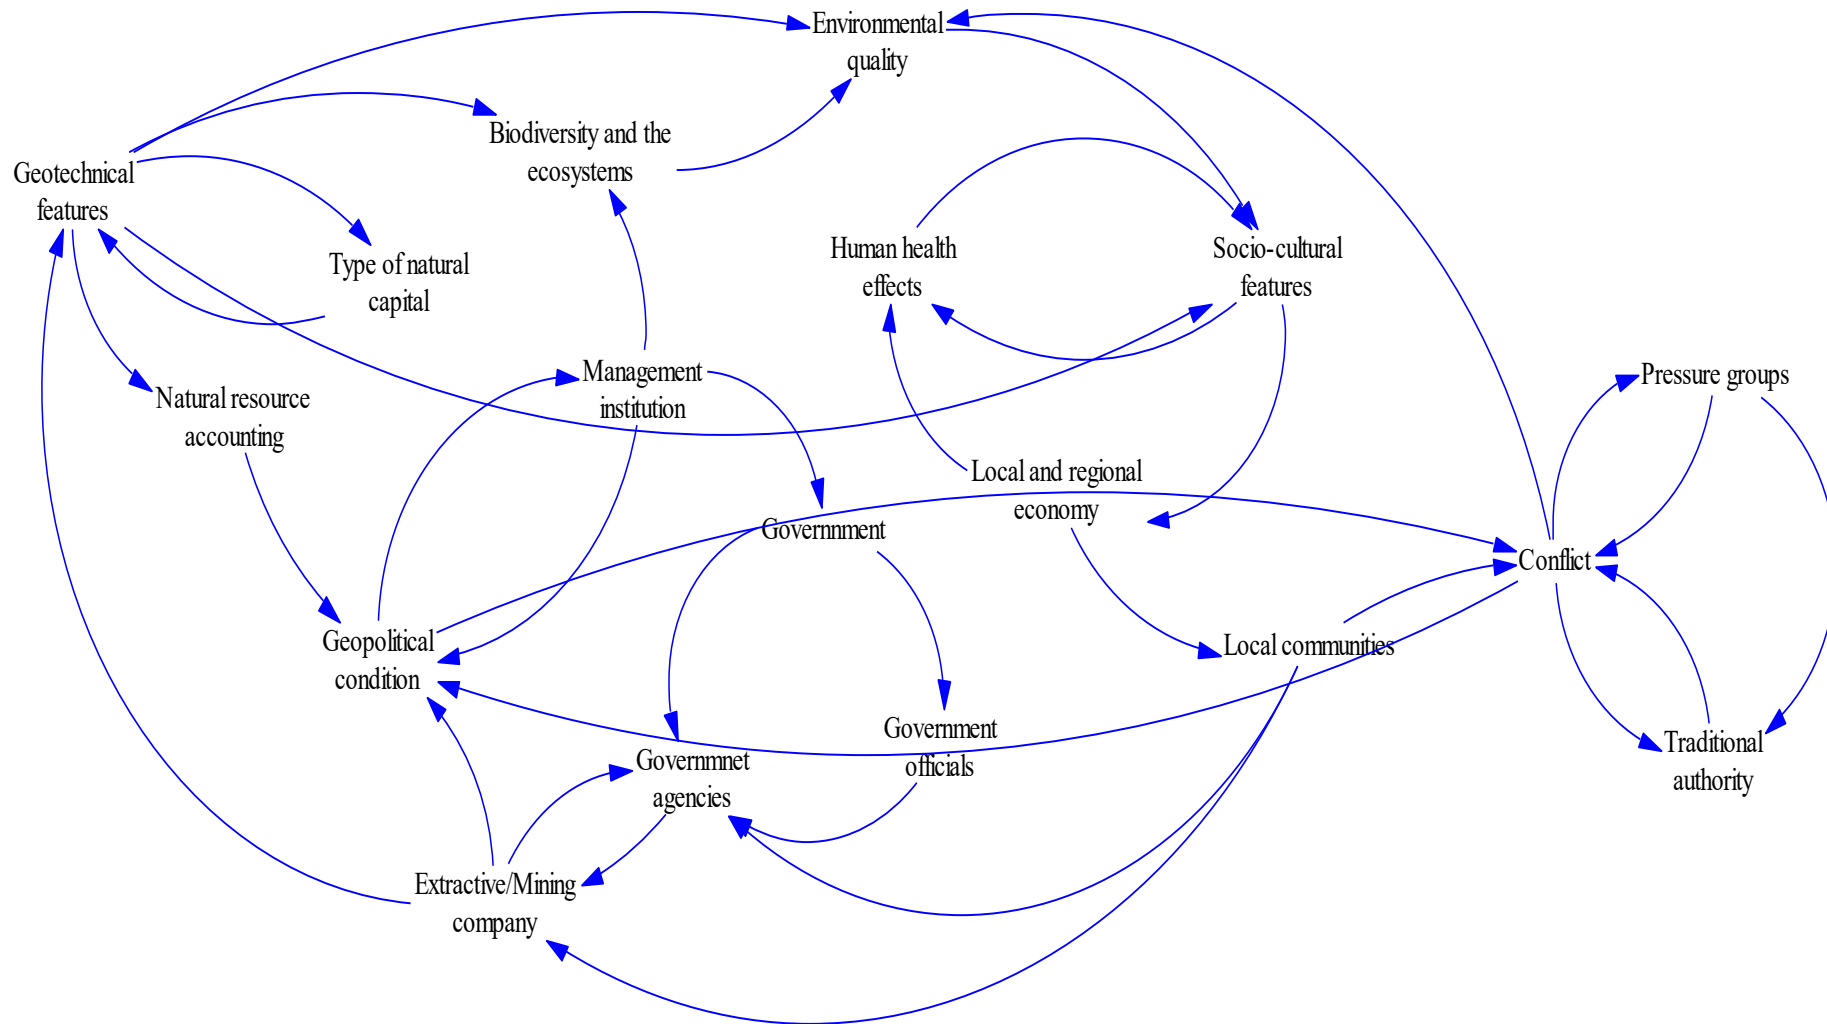 Environmental
quality
Biodiversity and the
ecosystems
Geotechnical
features
Type of natural
capital
Human health
effects
Socio-cultural
features
Natural resource
accounting
Management
institution
Pressure groups
Local and regional
economy
Governnment
Conflict
Geopolitical
condition
Local communities
Government
officials
Governmnet
agencies
Traditional
authority
Extractive/Mining
company